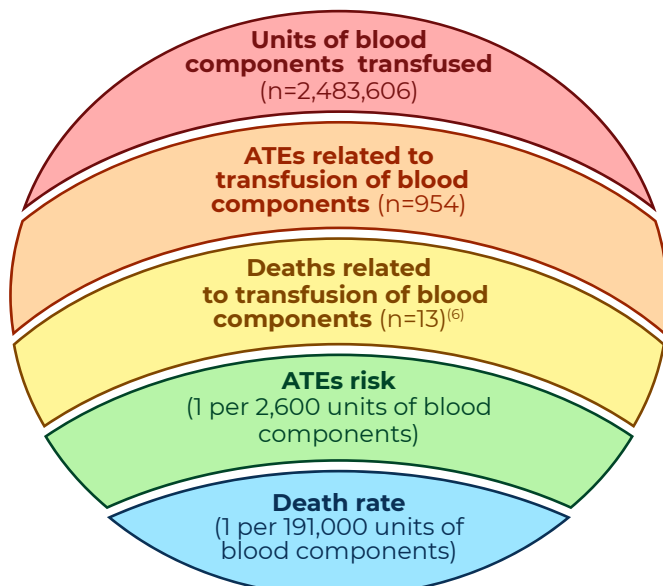 Units of blood
components transfused
(n=2,483,606)
ATEs related to
transfusion of blood
components (n=954)
Deaths related
to transfusion of blood
components (n=13)⁽⁶⁾
ATEs risk
(1 per 2,600 units of blood
components)
Death rate
(1 per 191,000 units of
blood components)